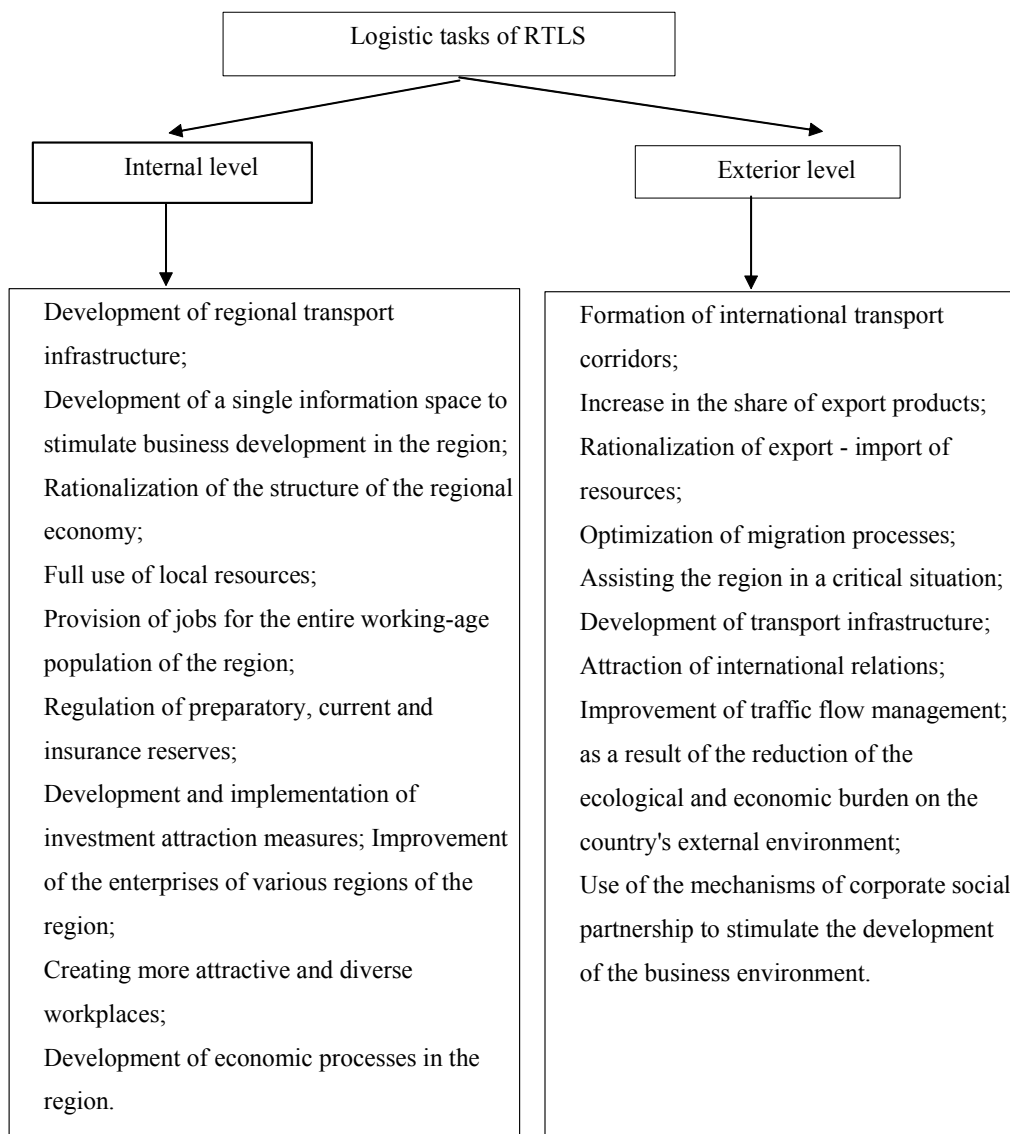 Logistic tasks of RTLS
Internal level
Exterior level
Development of regional transport
infrastructure;
Development of a single information space to
stimulate business development in the region;
Rationalization of the structure of the regional
economy;
Full use of local resources;
Provision of jobs for the entire working-age
population of the region;
Regulation of preparatory, current and
insurance reserves;
Development and implementation of
investment attraction measures; Improvement
of the enterprises of various regions of the
region;
Creating more attractive and diverse
workplaces;
Development of economic processes in the
region.
Formation of international transport
corridors;
Increase in the share of export products;
Rationalization of export - import of
resources;
Optimization of migration processes;
Assisting the region in a critical situation;
Development of transport infrastructure;
Attraction of international relations;
Improvement of traffic flow management;
as a result of the reduction of the
ecological and economic burden on the
country's external environment;
Use of the mechanisms of corporate social
partnership to stimulate the development
of the business environment.